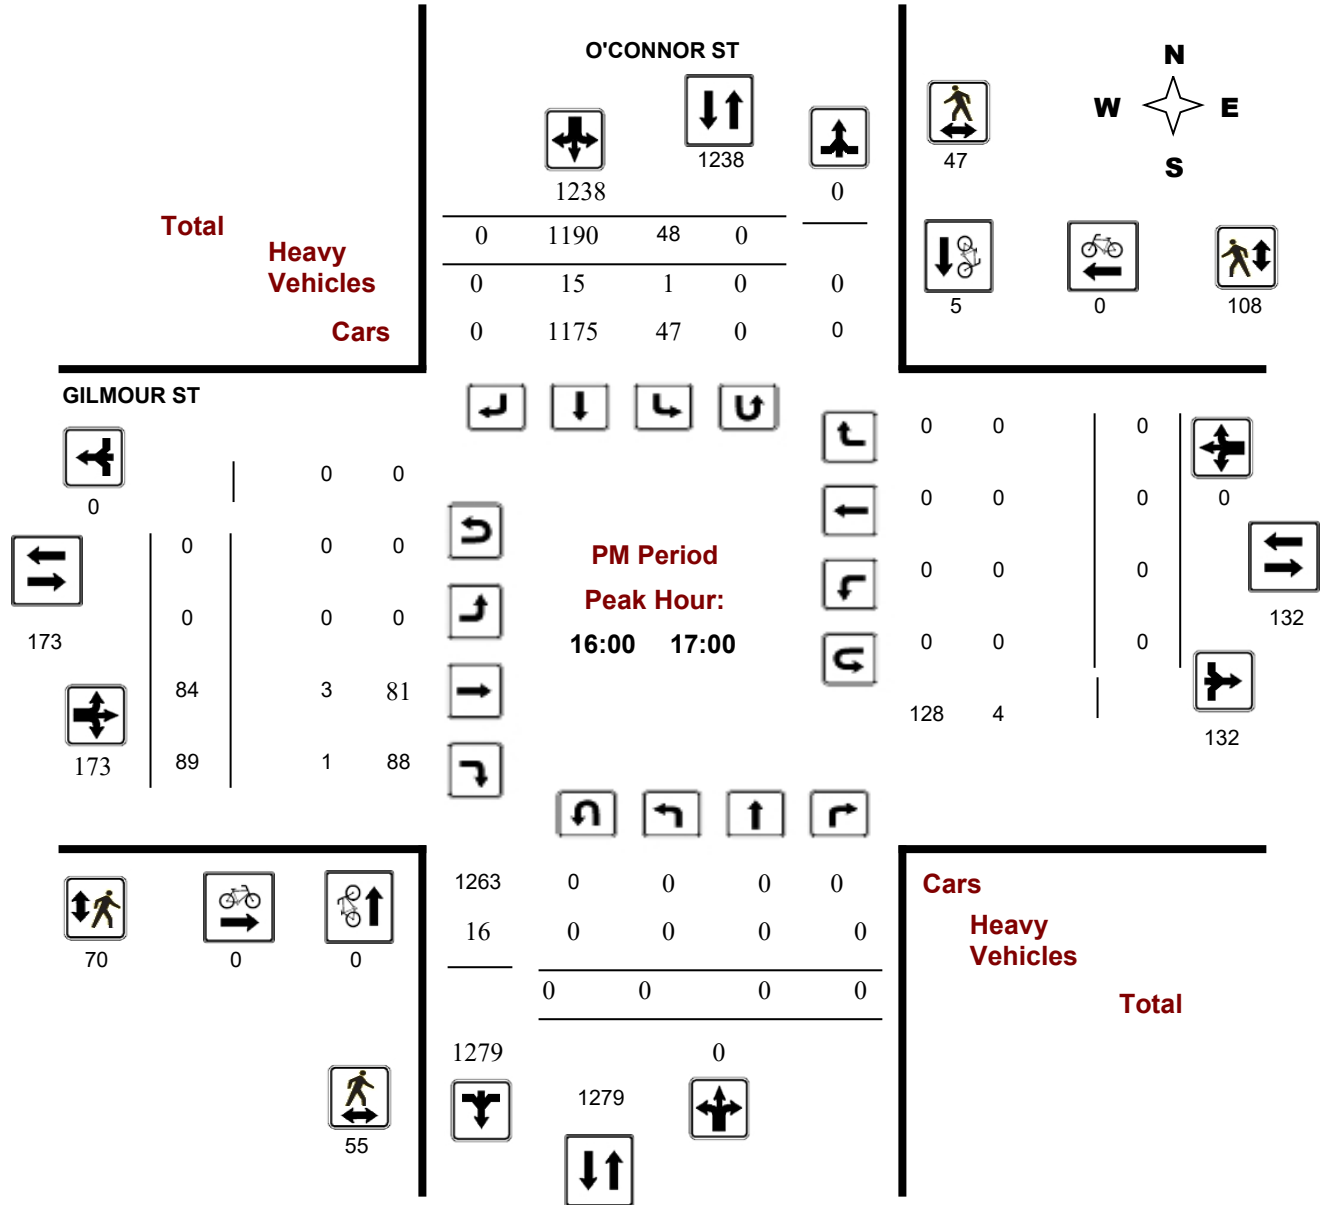 O'CONNOR ST
N
W E
S
1238
47
1238 0
Total
0 1190 48 0
Heavy
Vehicles
0 15 1 0 0
5 0 108
Cars
0 1175 47 0 0
GILMOUR ST
0 0 0
0 0
0
0 0 0 0
0 0 0
PM Period
0 0 0
Peak Hour:
0 0 0
132
173
16:00 17:00
0 0 0
84 3 81
128 4
132
173
89 1 88
1263 0 0 0 0
Cars
16 0 0 0 0
Heavy
Vehicles
70 0 0
0 0 0 0
Total
1279 0
1279
55